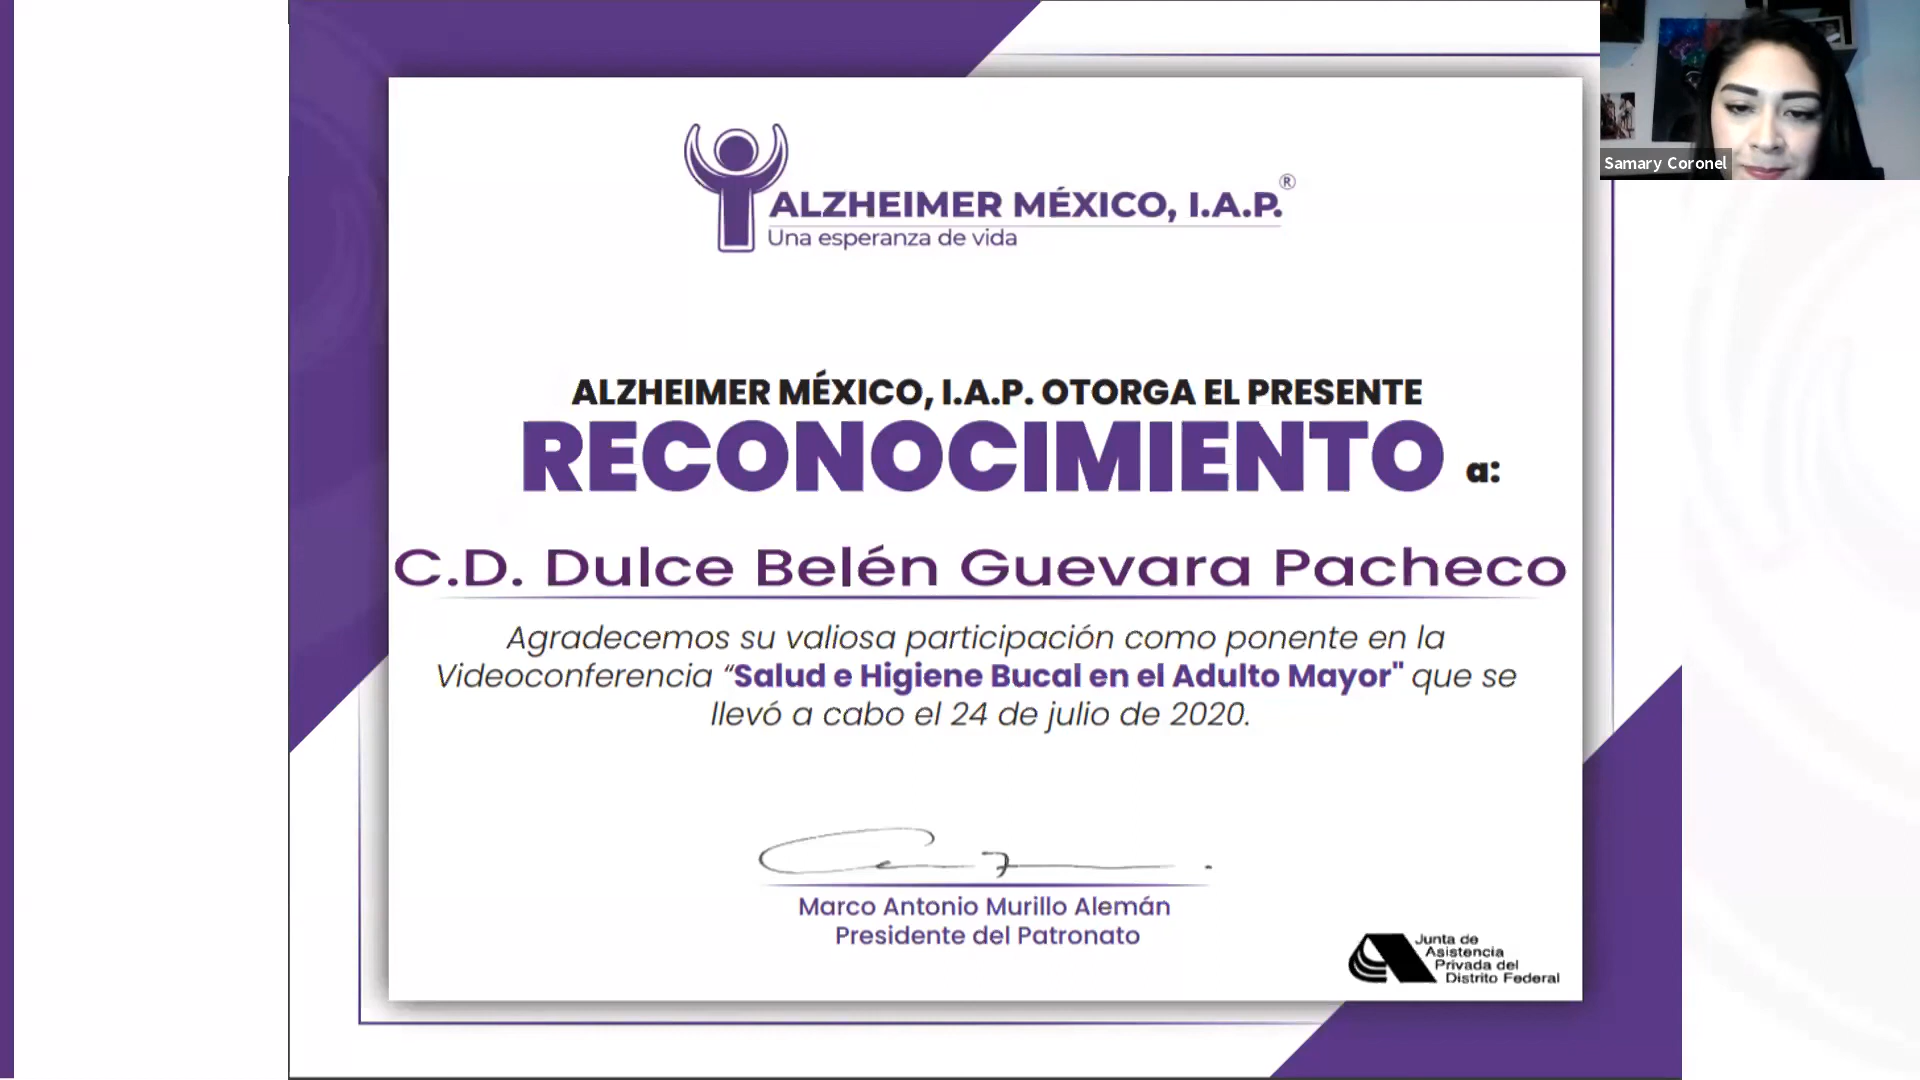 Samary Coronel
ALZHEIMER MÉXICO, I.A.P.®
Una esperanza de vida
ALZHEIMER MÉXICO, I.A.P. OTORGA EL PRESENTE
RECONOCIMIENTO a:
C.D. Dulce Belén Guevara Pacheco
Agradecemos su valiosa participación como ponente en la
Videoconferencia “Salud e Higiene Bucal en el Adulto Mayor" que se
llevó a cabo el 24 de julio de 2020.
Marco Antonio Murillo Alemán
Presidente del Patronato
Junta de
Asistencia
Privada del
Distrito Federal